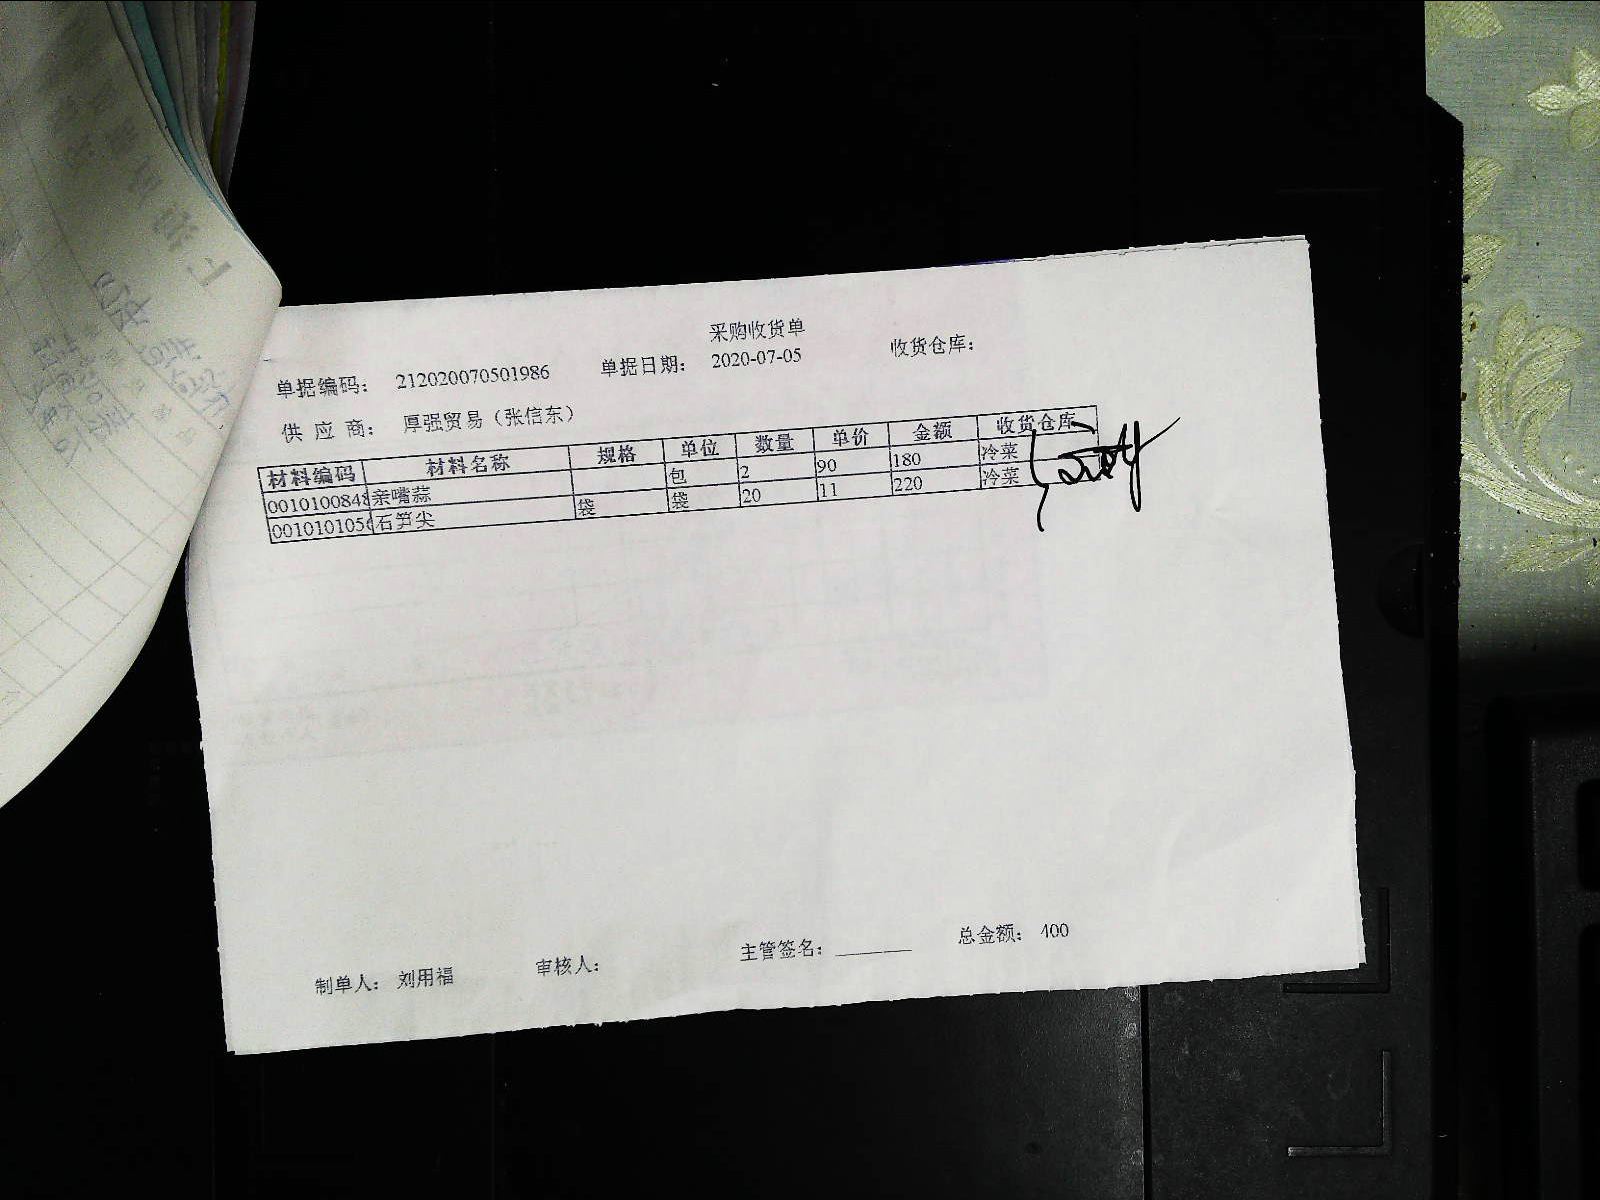 采购收货单
单据编码： 212020070501986 单据日期： 2020-07-05 收货仓库：
供 应 商： 厚强贸易（张信东）
材料编码 材料名称 规格 单位 数量 单价 金额 收货仓库
0010100848 亲嘴蒜 包 2 90 180 冷菜
0010101056 石笋尖 袋 袋 20 11 220 冷菜
制单人： 刘用福 审核人： 主管签名： 总金额： 400